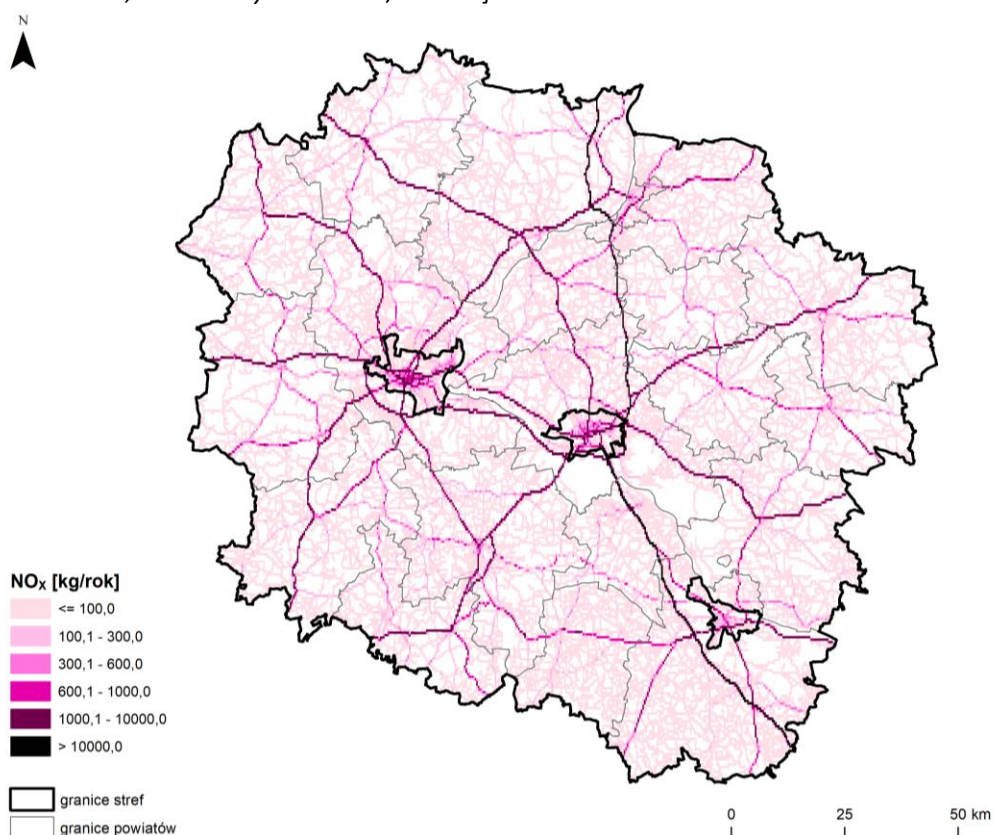 N
NOx [kg/rok]
<= 100,0
100,1 - 300,0
300,1 - 600,0
600,1 - 1000,0
1000,1 - 10000,0
> 10000,0
granice stref
granice powiatów
0 25 50 km